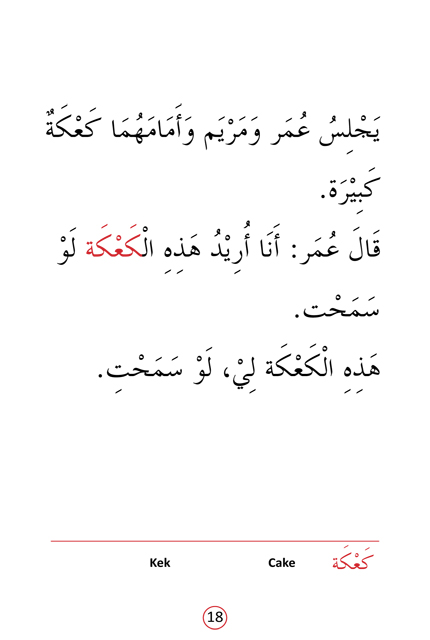 يَجْلِسُ عُمَر وَمَرْيَم وَأَمَامَهُمَا كَعْكَةٌ
كَبِيْرَة.
قَالَ عُمَر: أَنَا أُرِيْدُ هَذِهِ الْكَعْكَة لَوْ
سَمَحْت.
هَذِهِ الْكَعْكَة لِيْ، لَوْ سَمَحْتِ.
كَعْكَة Cake Kek
18